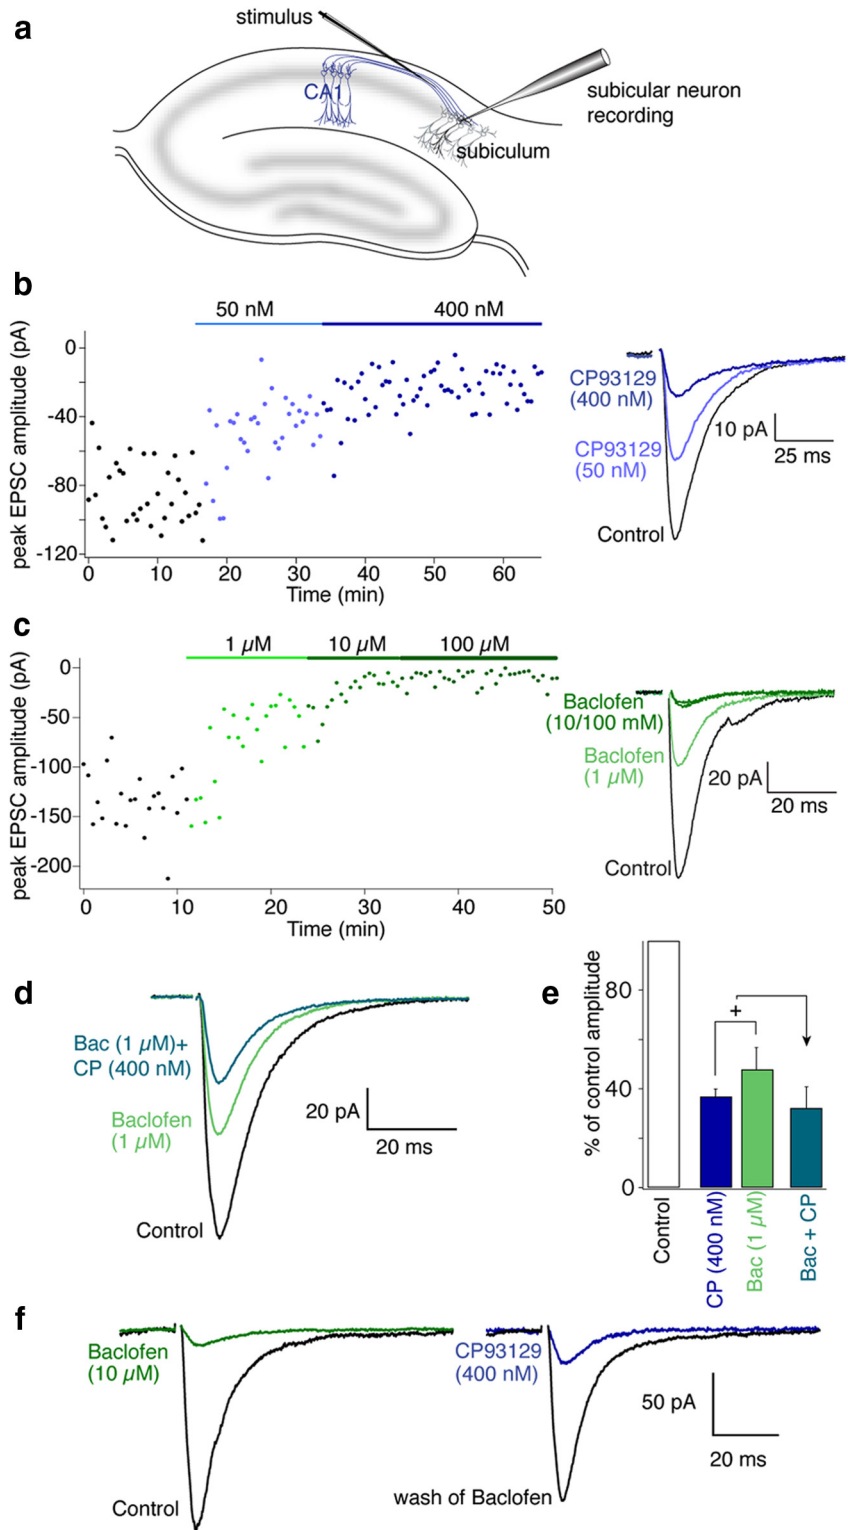 a
stimulus
CA1
subicular neuron
recording
subiculum
b
50 nM
400 nM
peak EPSC amplitude (pA)
0
-40
-80
-120
0 10 20 30 40 50 60
Time (min)
CP93129
(400 nM)
CP93129
(50 nM)
Control
10 pA
25 ms
c
1 µM
10 µM
100 µM
peak EPSC amplitude (pA)
0
-50
-100
-150
-200
0 10 20 30 40 50
Time (min)
Baclofen
(10/100 mM)
Baclofen
(1 µM)
Control
20 pA
20 ms
d
Bac (1 µM)+
CP (400 nM)
Baclofen
(1 µM)
Control
20 pA
20 ms
e
% of control amplitude
80
40
0
+
Control
CP (400 nM)
Bac (1 µM)
Bac + CP
f
Baclofen
(10 µM)
Control
CP93129
(400 nM)
wash of Baclofen
50 pA
20 ms